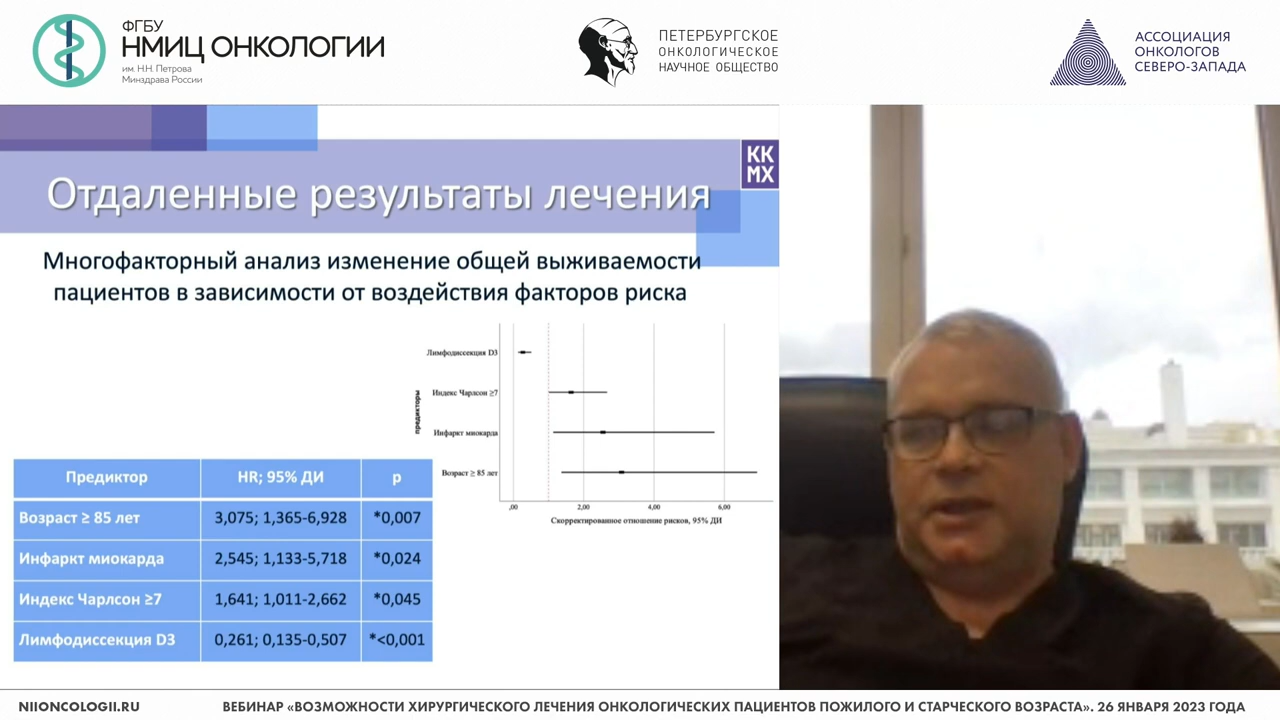 ФГБУ
НМИЦ ОНКОЛОГИИ
им. Н.Н. Петрова
Минздрава России
ПЕТЕРБУРГСКОЕ
ОНКОЛОГИЧЕСКОЕ
НАУЧНОЕ ОБЩЕСТВО
АССОЦИАЦИЯ
ОНКОЛОГОВ
СЕВЕРО-ЗАПАДА
КК
МХ
Отдаленные результаты лечения
Многофакторный анализ изменение общей выживаемости
пациентов в зависимости от воздействия факторов риска
предикторы
Лимфодиссекция D3
Индекс Чарлсон ≥7
Инфаркт миокарда
Возраст ≥ 85 лет
,00 2,00 4,00 6,00
Скорректированное отношение рисков, 95% ДИ
Предиктор HR; 95% ДИ p
Возраст ≥ 85 лет 3,075; 1,365-6,928 *0,007
Инфаркт миокарда 2,545; 1,133-5,718 *0,024
Индекс Чарлсон ≥7 1,641; 1,011-2,662 *0,045
Лимфодиссекция D3 0,261; 0,135-0,507 *<0,001
NIIONCOLOGII.RU
ВЕБИНАР «ВОЗМОЖНОСТИ ХИРУРГИЧЕСКОГО ЛЕЧЕНИЯ ОНКОЛОГИЧЕСКИХ ПАЦИЕНТОВ ПОЖИЛОГО И СТАРЧЕСКОГО ВОЗРАСТА». 26 ЯНВАРЯ 2023 ГОДА